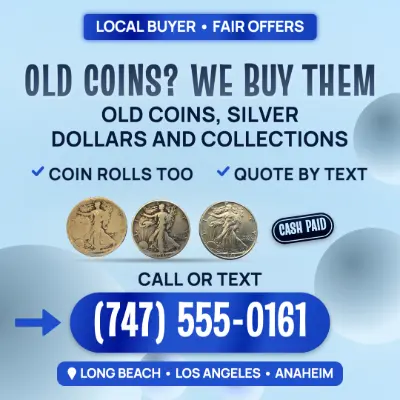 LOCAL BUYER • FAIR OFFERS
OLD COINS? WE BUY THEM
OLD COINS, SILVER
DOLLARS AND COLLECTIONS
✓ COIN ROLLS TOO ✓ QUOTE BY TEXT
CASH PAID
CALL OR TEXT
(747) 555-0161
LONG BEACH • LOS ANGELES • ANAHEIM